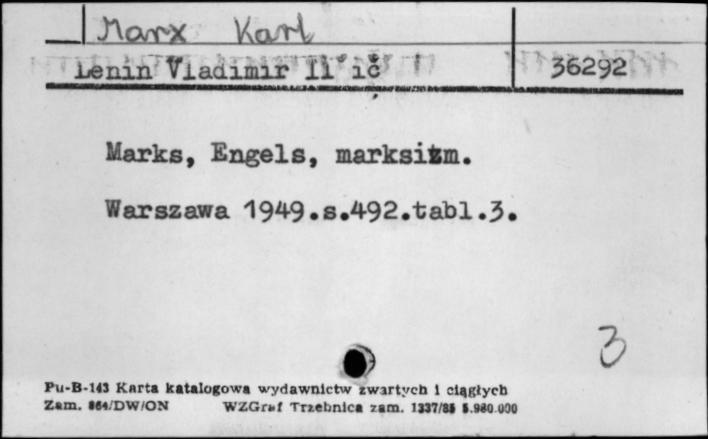 Marx Karl
Lenin Vladimir Il'ič 36292
Marks, Engels, marksizm.
Warszawa 1949.s.492.tabl.3.
3
Pu-B-143 Karta katalogowa wydawnictw zwartych i ciągłych
Zam. 864/DW/ON WZGraf Trzebnica zam. 1337/85 5.980.000